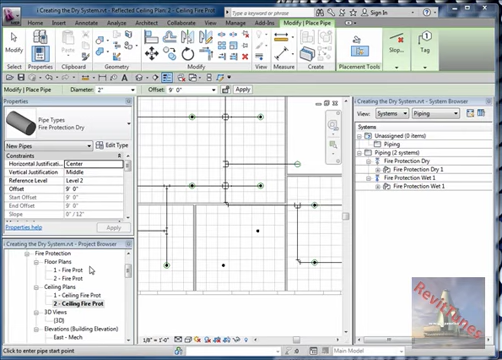 i Creating the Dry System.rvt - Reflected Ceiling Plan: 2 - Ceiling Fire Prot
Sign In
Home Insert Annotate Analyze Architect Collaborate View Manage Add-Ins Modify | Place Pipe
Modify
Properties Clipboard Geometry Modify View Measure Create Placement Tools
Slop...
Tag
Modify | Place Pipe Diameter: 2" Offset: 9' 0" Apply
Properties
Pipe Types
Fire Protection Dry
New Pipes Edit Type
Constraints
Horizontal Justificat... Center
Vertical Justification Middle
Reference Level Level 2
Offset 9' 0"
Start Offset 9' 0"
End Offset 9' 0"
Slope 0" / 12"
Properties help Apply
i Creating the Dry System.rvt - Project Browser
Fire Protection
Floor Plans
1 - Fire Prot
2 - Fire Prot
Ceiling Plans
1 - Ceiling Fire Prot
2 - Ceiling Fire Prot
3D Views
{3D}
Elevations (Building Elevation)
East - Mech
1/8" = 1'-0"
i Creating the Dry System.rvt - System Browser
View: Systems Piping
Systems
Unassigned (0 items)
Piping
Piping (2 systems)
Fire Protection Dry
Fire Protection Dry 1
Fire Protection Wet 1
Fire Protection Wet 1
Revit
Click to enter pipe start point
Main Model